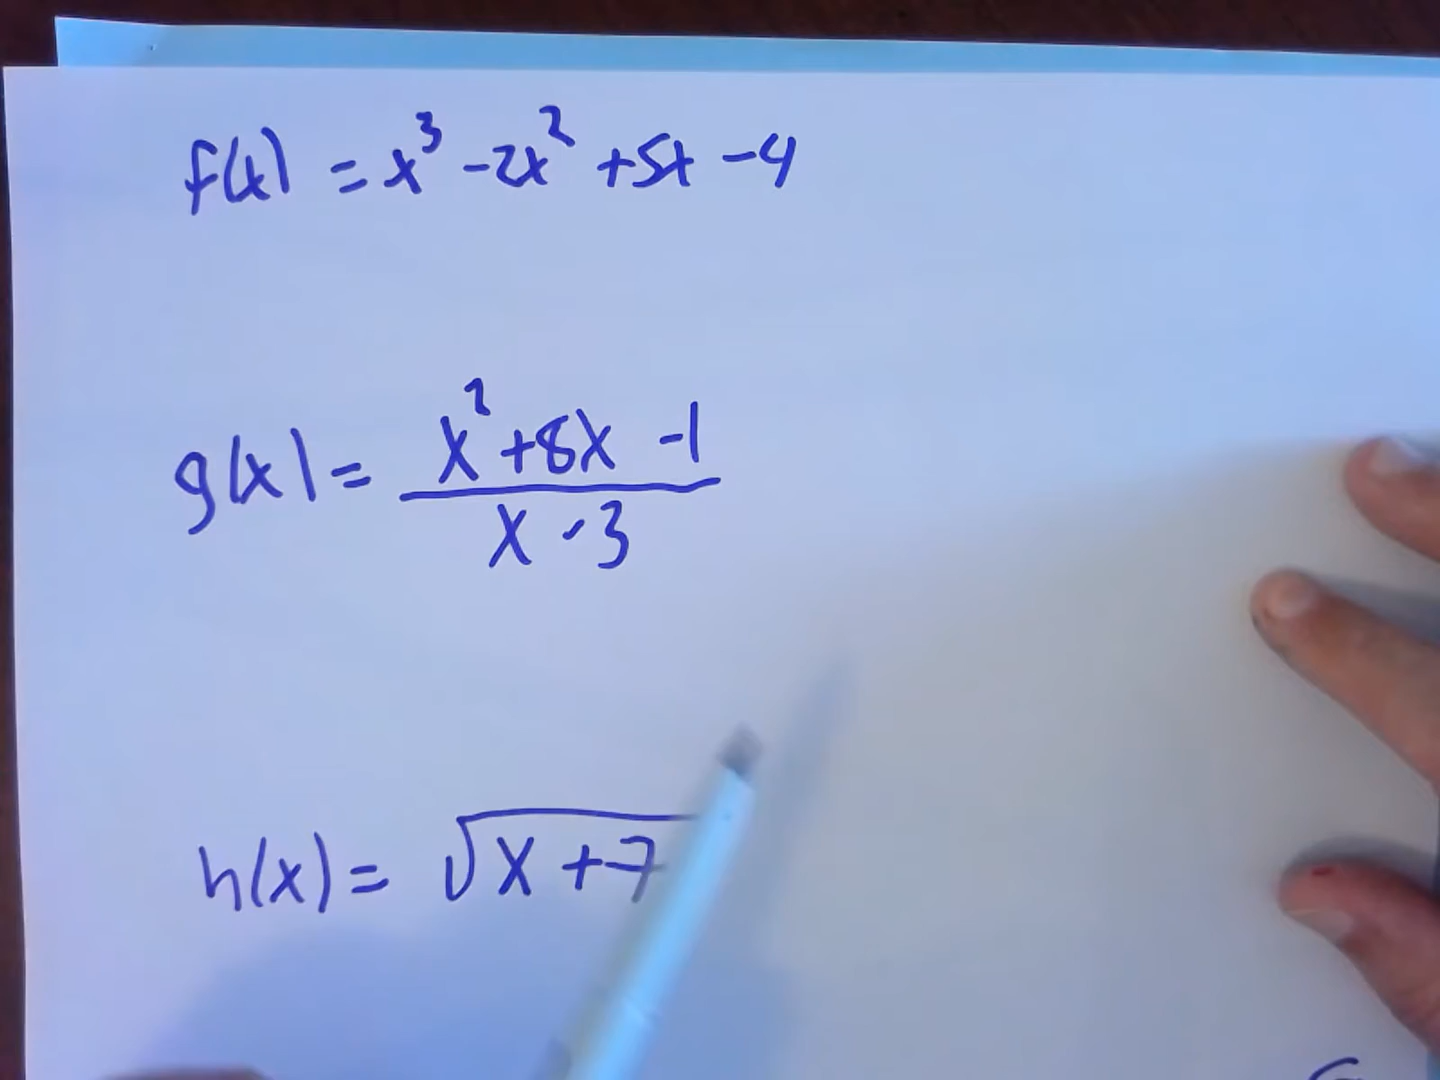 f(x) = x³ -2x² +5x -4
g(x) = (x² +8x -1)/(x - 3)
h(x) = √(x +7)